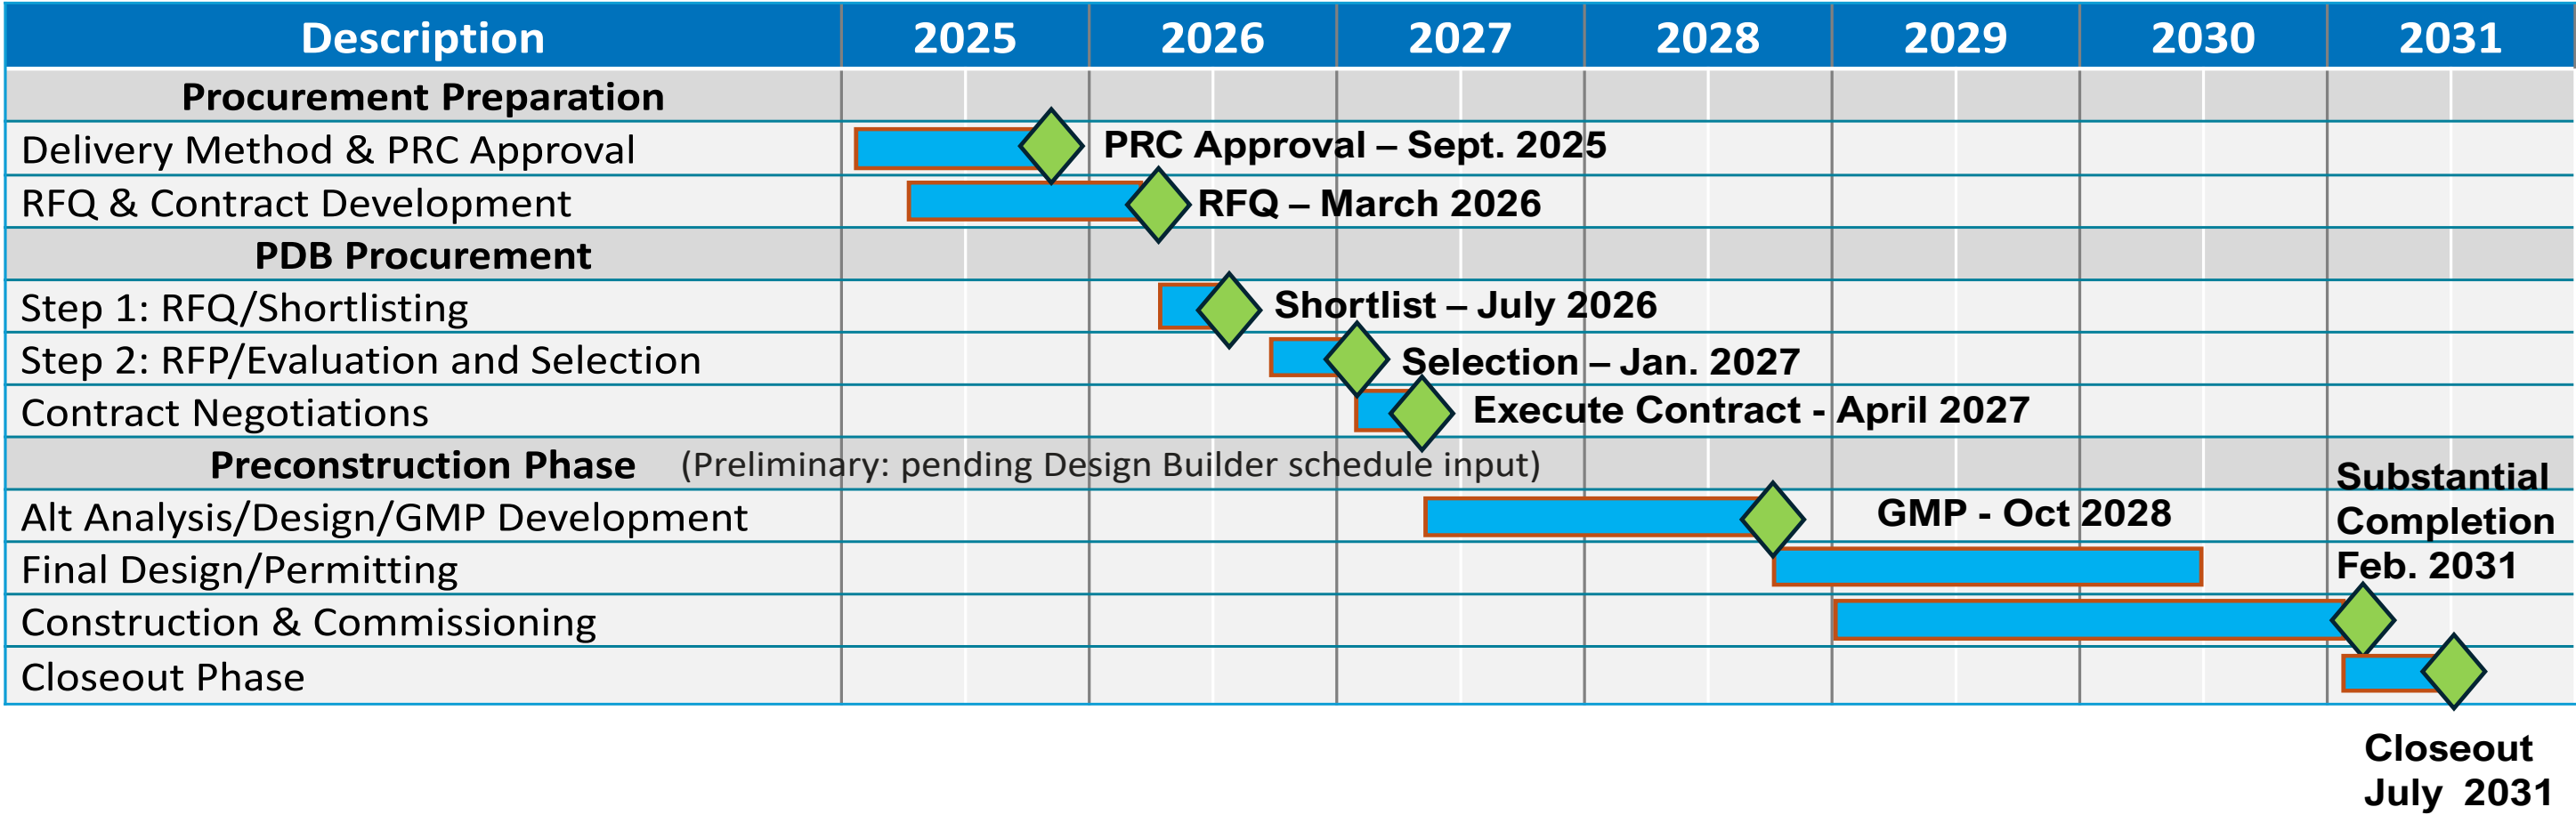 Description 2025 2026 2027 2028 2029 2030 2031
Procurement Preparation
Delivery Method & PRC Approval PRC Approval – Sept. 2025
RFQ & Contract Development RFQ – March 2026
PDB Procurement
Step 1: RFQ/Shortlisting Shortlist – July 2026
Step 2: RFP/Evaluation and Selection Selection – Jan. 2027
Contract Negotiations Execute Contract - April 2027
Preconstruction Phase (Preliminary: pending Design Builder schedule input)
Alt Analysis/Design/GMP Development GMP - Oct 2028
Substantial
Completion
Feb. 2031
Final Design/Permitting
Construction & Commissioning
Closeout Phase
Closeout
July 2031